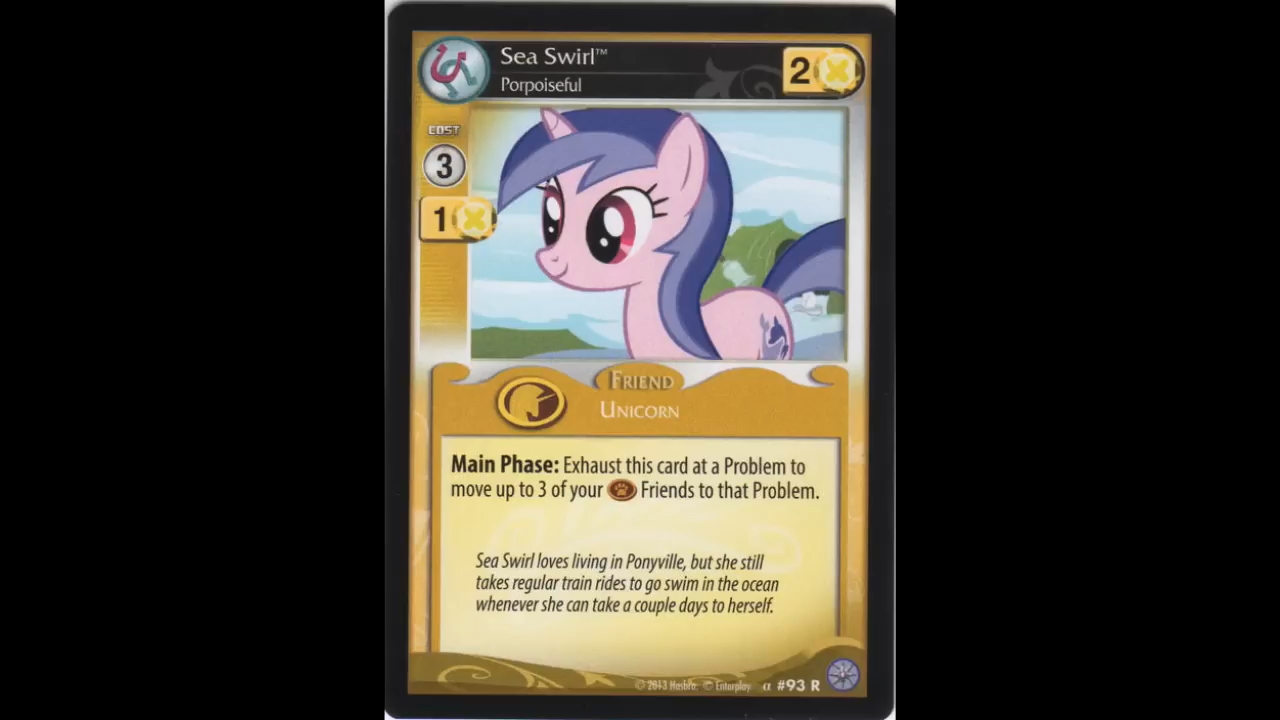 Sea Swirl™
Porpoiseful
2
COST
3
1
FRIEND
UNICORN
Main Phase: Exhaust this card at a Problem to
move up to 3 of your Friends to that Problem.
Sea Swirl loves living in Ponyville, but she still
takes regular train rides to go swim in the ocean
whenever she can take a couple days to herself.
© 2013 Hasbro. © Enterplay. α #93 R